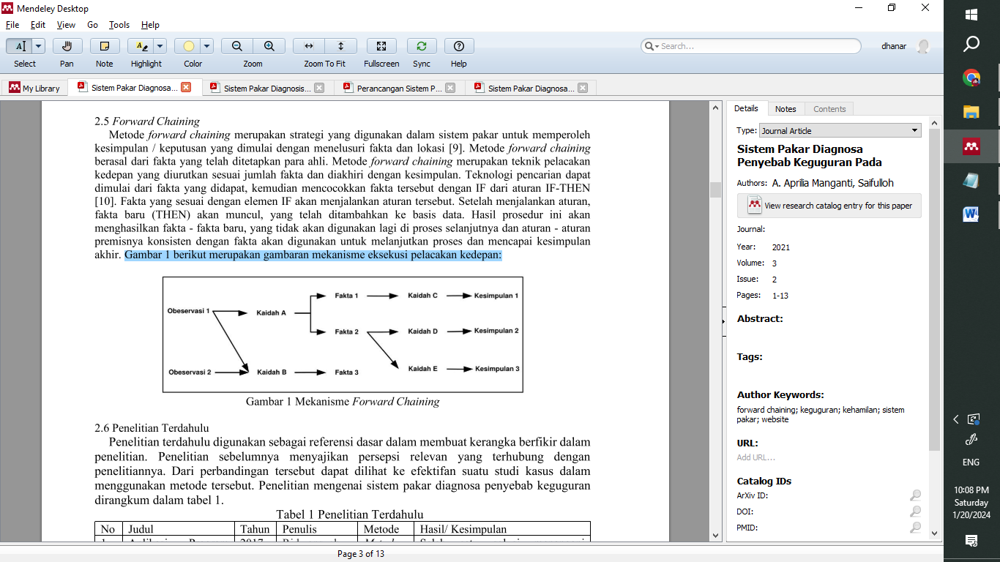 Mendeley Desktop
File Edit View Go Tools Help
Select Pan Note Highlight Color Zoom Zoom To Fit Fullscreen Sync Help
Search...
dhanar
My Library
Sistem Pakar Diagnosa...
Sistem Pakar Diagnosis...
Perancangan Sistem P...
Sistem Pakar Diagnosa...
2.5 Forward Chaining
Metode forward chaining merupakan strategi yang digunakan dalam sistem pakar untuk memperoleh
kesimpulan / keputusan yang dimulai dengan menelusuri fakta dan lokasi [9]. Metode forward chaining
berasal dari fakta yang telah ditetapkan para ahli. Metode forward chaining merupakan teknik pelacakan
kedepan yang diurutkan sesuai jumlah fakta dan diakhiri dengan kesimpulan. Teknologi pencarian dapat
dimulai dari fakta yang didapat, kemudian mencocokkan fakta tersebut dengan IF dari aturan IF-THEN
[10]. Fakta yang sesuai dengan elemen IF akan menjalankan aturan tersebut. Setelah menjalankan aturan,
fakta baru (THEN) akan muncul, yang telah ditambahkan ke basis data. Hasil prosedur ini akan
menghasilkan fakta - fakta baru, yang tidak akan digunakan lagi di proses selanjutnya dan aturan - aturan
premisnya konsisten dengan fakta akan digunakan untuk melanjutkan proses dan mencapai kesimpulan
akhir. Gambar 1 berikut merupakan gambaran mekanisme eksekusi pelacakan kedepan:
Fakta 1 Kaidah C Kesimpulan 1
Obeservasi 1 Kaidah A
Fakta 2 Kaidah D Kesimpulan 2
Kaidah E Kesimpulan 3
Obeservasi 2 Kaidah B Fakta 3
Gambar 1 Mekanisme Forward Chaining
2.6 Penelitian Terdahulu
Penelitian terdahulu digunakan sebagai referensi dasar dalam membuat kerangka berfikir dalam
penelitian. Penelitian sebelumnya menyajikan persepsi relevan yang terhubung dengan
penelitiannya. Dari perbandingan tersebut dapat dilihat ke efektifan suatu studi kasus dalam
menggunakan metode tersebut. Penelitian mengenai sistem pakar diagnosa penyebab keguguran
dirangkum dalam tabel 1.
Tabel 1 Penelitian Terdahulu
No Judul Tahun Penulis Metode Hasil/ Kesimpulan
Page 3 of 13
Details Notes Contents
Type: Journal Article
Sistem Pakar Diagnosa
Penyebab Keguguran Pada
Authors: A. Aprilia Manganti, Saifulloh
View research catalog entry for this paper
Journal:
Year: 2021
Volume: 3
Issue: 2
Pages: 1-13
Abstract:
Tags:
Author Keywords:
forward chaining; keguguran; kehamilan; sistem
pakar; website
URL:
Add URL...
Catalog IDs
ArXiv ID:
DOI:
PMID:
ENG
10:08 PM
Saturday
1/20/2024